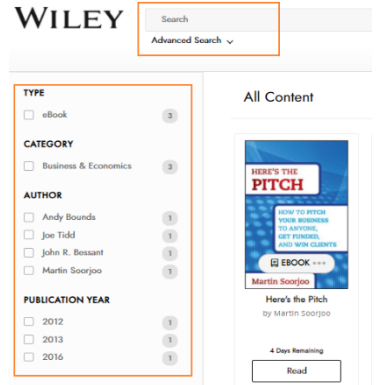 WILEY
Search
Advanced Search
TYPE
eBook 3
CATEGORY
Business & Economics 3
AUTHOR
Andy Bounds 1
Joe Tidd 1
John R. Bessant 1
Martin Soorjoo 1
PUBLICATION YEAR
2012 1
2013 1
2016 1
All Content
HERE'S THE
PITCH
HOW TO PITCH
YOUR BUSINESS
TO ANYONE,
GET FUNDED,
AND WIN CLIENTS
EBOOK
Martin Soorjoo
Here's the Pitch
by Martin Soorjoo
4 Days Remaining
Read